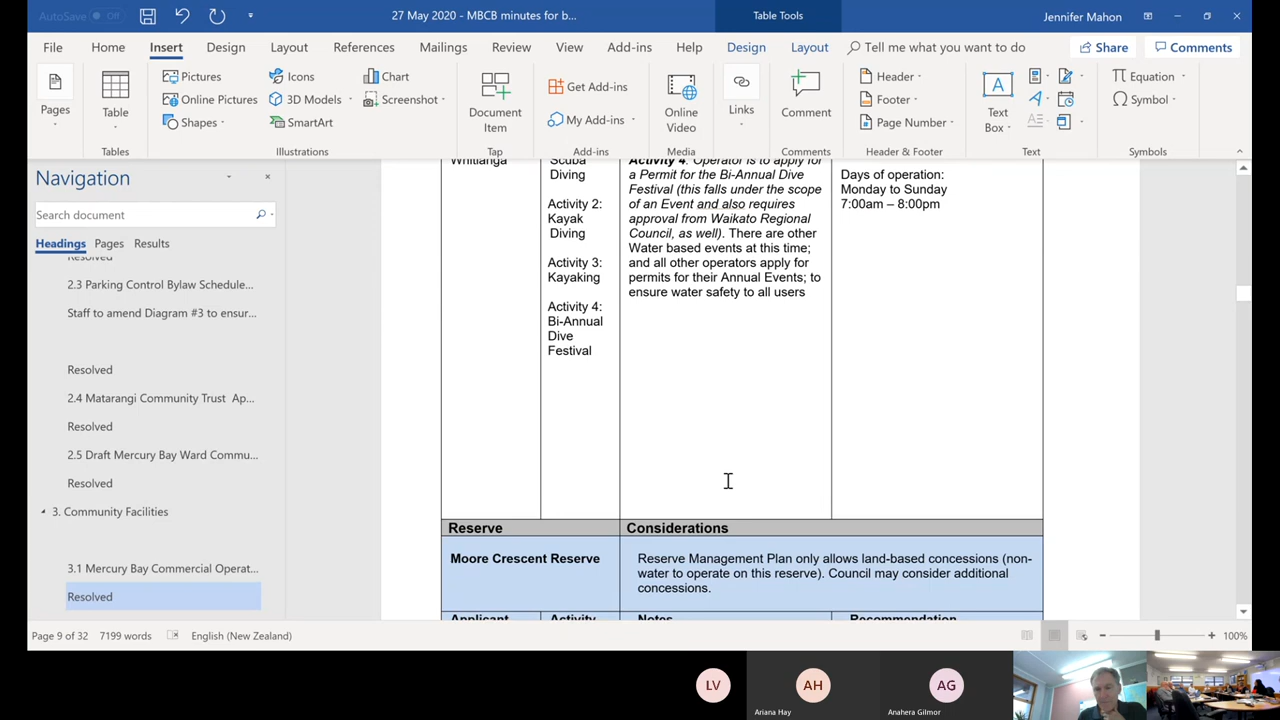 AutoSave Off
27 May 2020 - MBCB minutes for b...
Table Tools
Jennifer Mahon
File Home Insert Design Layout References Mailings Review View Add-ins Help Design Layout Tell me what you want to do Share Comments
Pages
Table
Pictures
Online Pictures
Shapes
Icons
3D Models
SmartArt
Chart
Screenshot
Document
Item
Get Add-ins
My Add-ins
Online
Video
Links
Comment
Header
Footer
Page Number
Text
Box
Equation
Symbol
Tables Illustrations Tap Add-ins Media Comments Header & Footer Text Symbols
Navigation
Search document
Headings Pages Results
Resolved
2.3 Parking Control Bylaw Schedule...
Staff to amend Diagram #3 to ensur...
Resolved
2.4 Matarangi Community Trust Ap...
Resolved
2.5 Draft Mercury Bay Ward Commu...
Resolved
3. Community Facilities
3.1 Mercury Bay Commercial Operat...
Resolved
Whitianga
Scuba
Diving
Activity 2:
Kayak
Diving
Activity 3:
Kayaking
Activity 4:
Bi-Annual
Dive
Festival
Activity 4: Operator is to apply for
a Permit for the Bi-Annual Dive
Festival (this falls under the scope
of an Event and also requires
approval from Waikato Regional
Council, as well). There are other
Water based events at this time;
and all other operators apply for
permits for their Annual Events; to
ensure water safety to all users
Days of operation:
Monday to Sunday
7:00am – 8:00pm
Reserve Considerations
Moore Crescent Reserve
Reserve Management Plan only allows land-based concessions (non-
water to operate on this reserve). Council may consider additional
concessions.
Applicant Activity Notes Recommendation
Page 9 of 32 7199 words English (New Zealand) 100%
LV
AH
Ariana Hay
AG
Anahera Gilmor